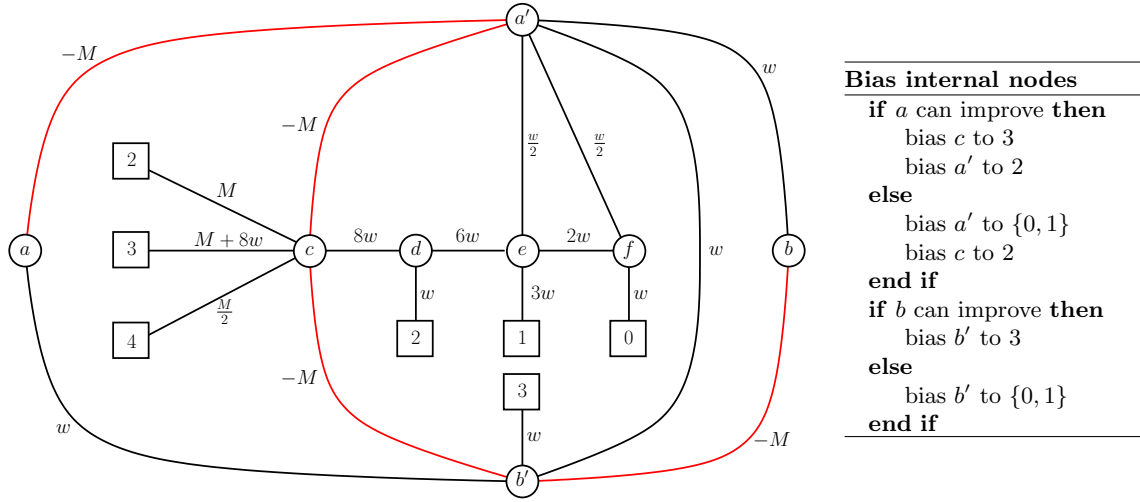 a′
−M
w
−M
w/2
w/2
2
M
3
M + 8w
4
M/2
a
c
8w
d
6w
e
2w
f
w
b
w
3w
w
2
1
0
−M
3
w
w
−M
b′
Bias internal nodes
if a can improve then
bias c to 3
bias a′ to 2
else
bias a′ to {0, 1}
bias c to 2
end if
if b can improve then
bias b′ to 3
else
bias b′ to {0, 1}
end if